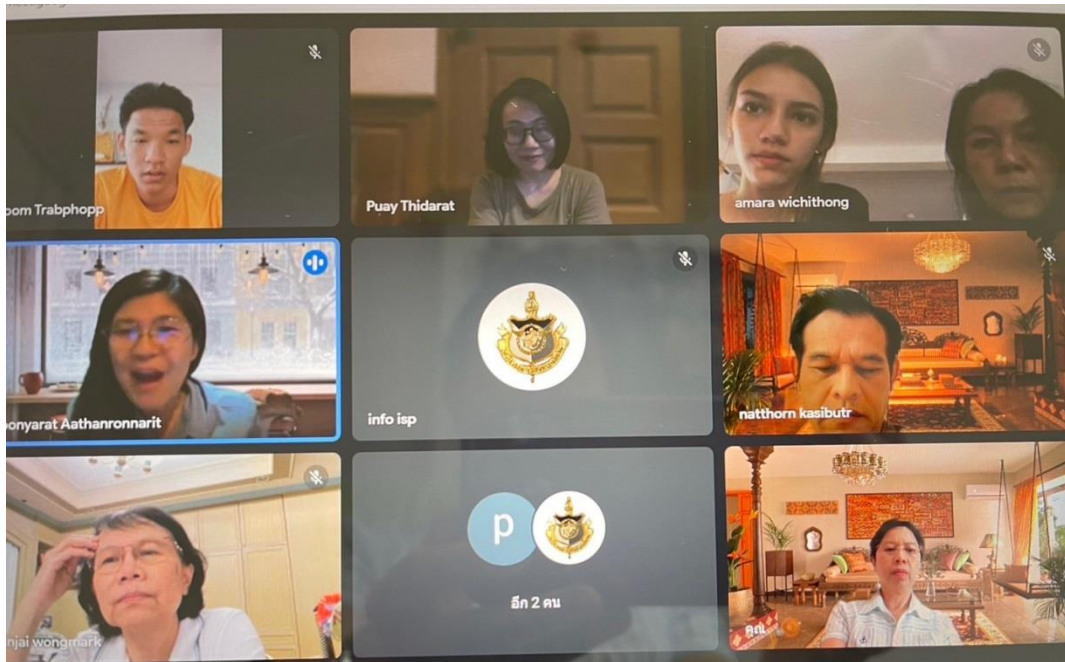 oom Trabphopp
Puay Thidarat
amara wichithong
onyarat Aathanronnarit
info isp
natthorn kasibutr
njai wongmark
p
อีก 2 คน
คุณ